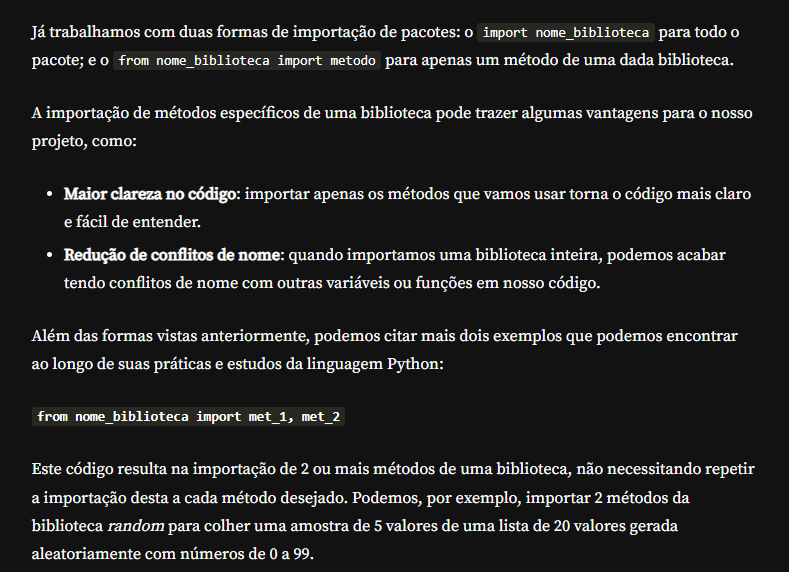 Já trabalhamos com duas formas de importação de pacotes: o import nome_biblioteca para todo o
pacote; e o from nome_biblioteca import metodo para apenas um método de uma dada biblioteca.
A importação de métodos específicos de uma biblioteca pode trazer algumas vantagens para o nosso
projeto, como:
• Maior clareza no código: importar apenas os métodos que vamos usar torna o código mais claro
e fácil de entender.
• Redução de conflitos de nome: quando importamos uma biblioteca inteira, podemos acabar
tendo conflitos de nome com outras variáveis ou funções em nosso código.
Além das formas vistas anteriormente, podemos citar mais dois exemplos que podemos encontrar
ao longo de suas práticas e estudos da linguagem Python:
from nome_biblioteca import met_1, met_2
Este código resulta na importação de 2 ou mais métodos de uma biblioteca, não necessitando repetir
a importação desta a cada método desejado. Podemos, por exemplo, importar 2 métodos da
biblioteca random para colher uma amostra de 5 valores de uma lista de 20 valores gerada
aleatoriamente com números de 0 a 99.